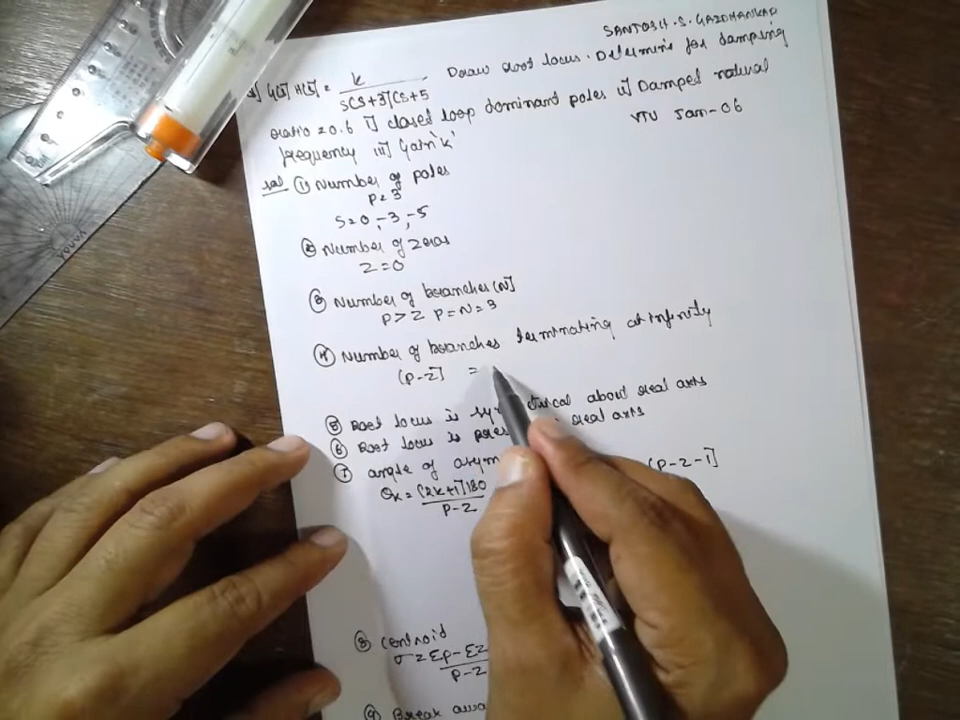 SANTOSH.S.GAZDHANKAR
G(S) H(S) = K / S(S+3)(S+5 Draw Root locus. Determine for damping
ratio = 0.6 i] closed loop dominant poles ii] Damped natural
frequency iii] Gain 'k' VTU Jan-06
Sol ① Number of poles
P = 3
S = 0, -3, -5
② Number of zeros
Z = 0
③ Number of branches [N]
P > Z P = N = 3
④ Number of branches terminating at infinity
[P-Z] =
⑤ Root locus is symmetrical about real axis
⑥ Root locus is real axis
⑦ angle of [P-Z-1]
θk = [2k+1]180 / P-Z
⑧ Centroid
σ = ΣP - ΣZ / P-Z
⑨ Break